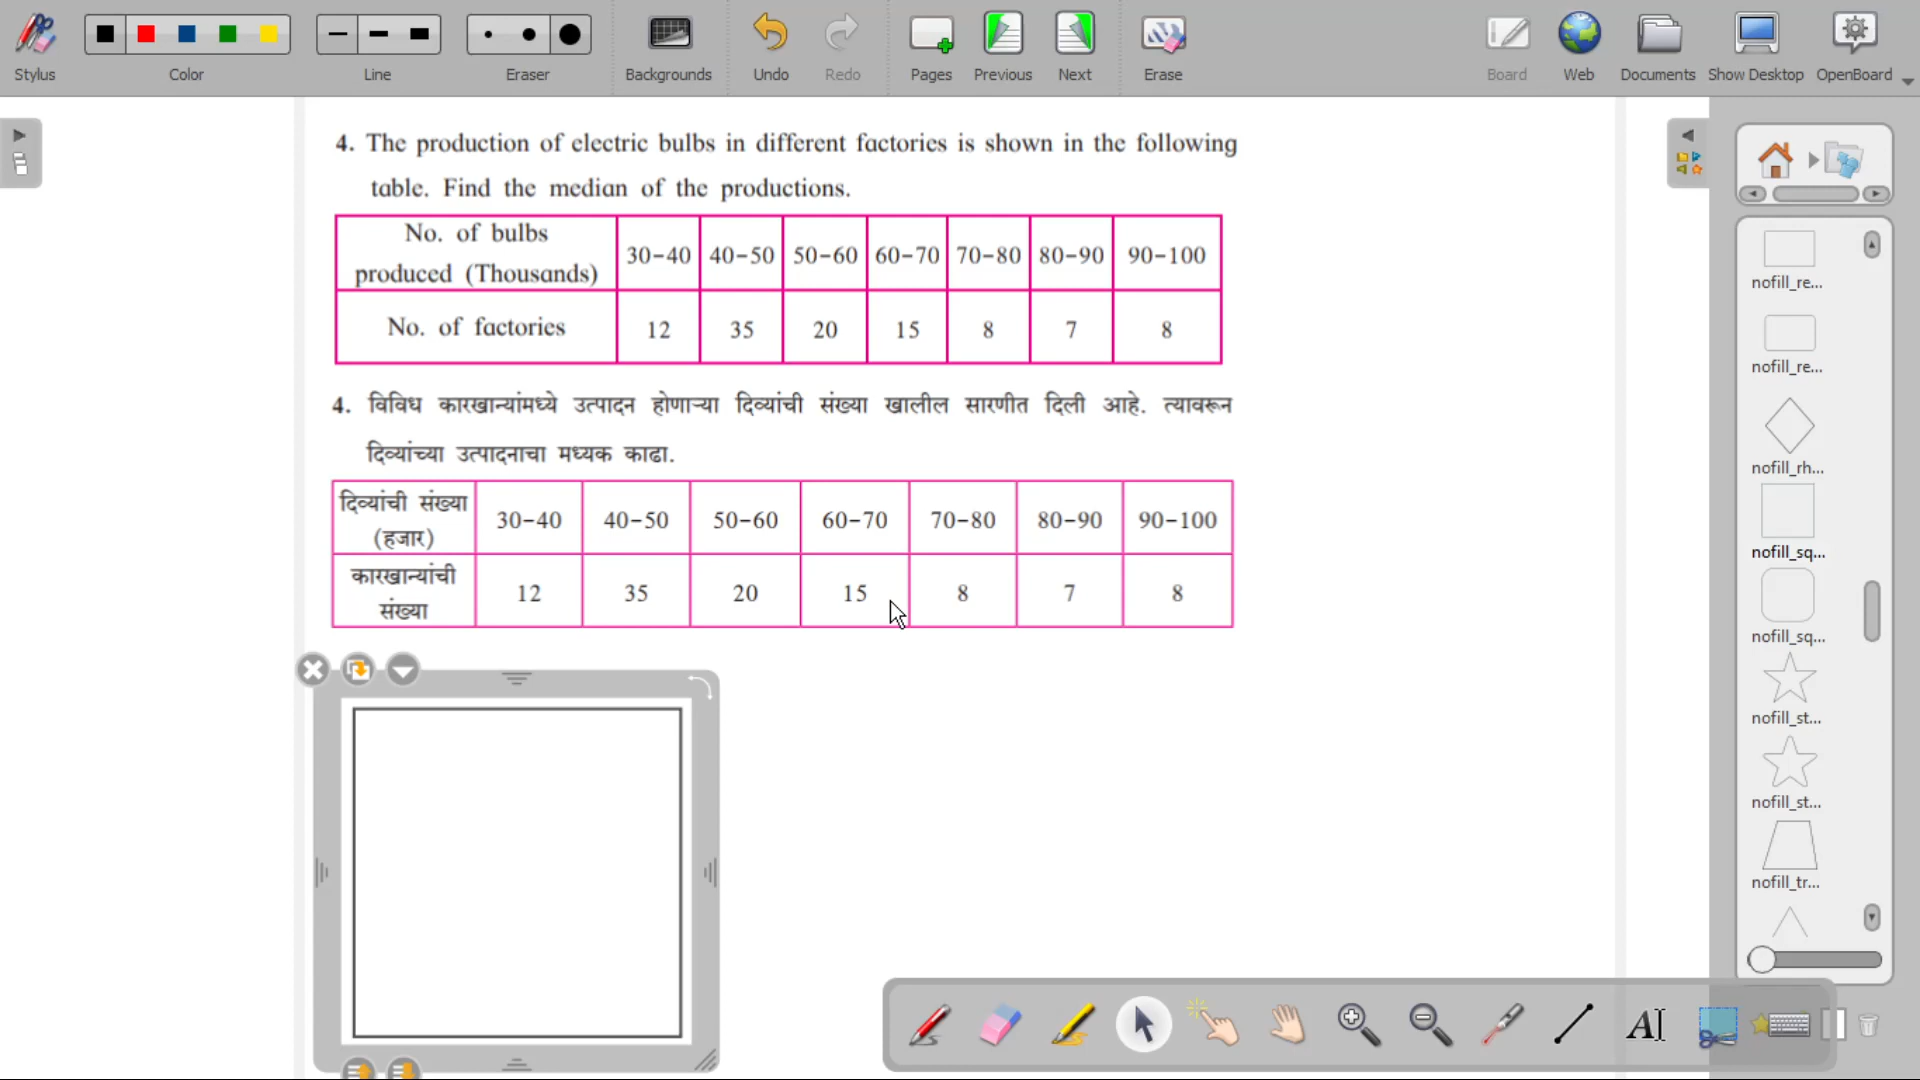 Stylus
Color
Line
Eraser
Backgrounds
Undo
Redo
Pages
Previous
Next
Erase
Board
Web
Documents
Show Desktop
OpenBoard
4. The production of electric bulbs in different factories is shown in the following
table. Find the median of the productions.
No. of bulbs
produced (Thousands)
30-40 40-50 50-60 60-70 70-80 80-90 90-100
No. of factories 12 35 20 15 8 7 8
4. विविध कारखान्यांमध्ये उत्पादन होणाऱ्या दिव्यांची संख्या खालील सारणीत दिली आहे. त्यावरून
दिव्यांच्या उत्पादनाचा मध्यक काढा.
दिव्यांची संख्या
(हजार)
30-40 40-50 50-60 60-70 70-80 80-90 90-100
कारखान्यांची
संख्या
12 35 20 15 8 7 8
nofill_re...
nofill_re...
nofill_rh...
nofill_sq...
nofill_sq...
nofill_st...
nofill_st...
nofill_tr...
AI